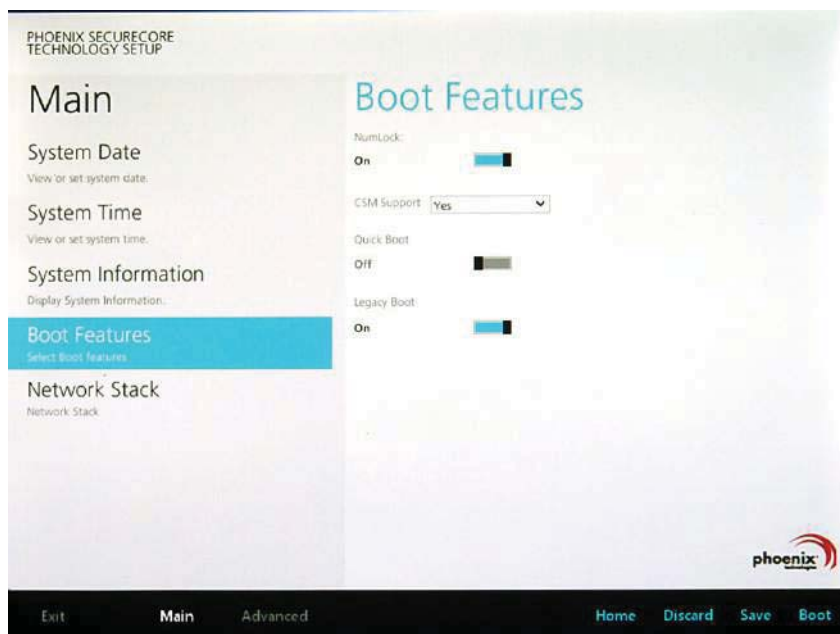 PHOENIX SECURECORE
TECHNOLOGY SETUP
Main
System Date
View or set system date.
System Time
View or set system time.
System Information
Display System Information.
Boot Features
Select Boot features
Network Stack
Network Stack
Boot Features
NumLock:
On
CSM Support Yes
Quick Boot
Off
Legacy Boot
On
phoenix
technologies
Exit Main Advanced Home Discard Save Boot